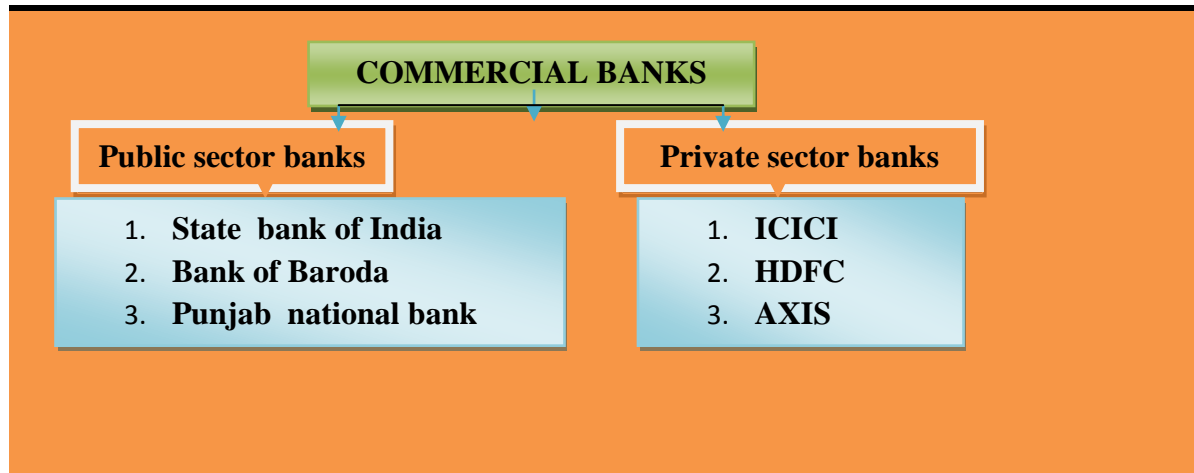 COMMERCIAL BANKS
Public sector banks
1. State bank of India
2. Bank of Baroda
3. Punjab national bank
Private sector banks
1. ICICI
2. HDFC
3. AXIS